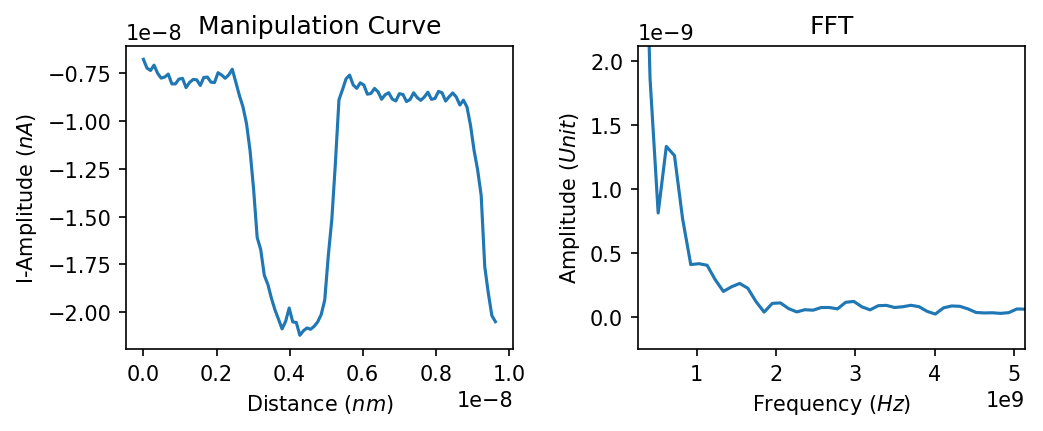 Manipulation Curve
1e−8
−0.75
−1.00
−1.25
−1.50
−1.75
−2.00
I-Amplitude (nA)
0.0 0.2 0.4 0.6 0.8 1.0
1e−8
Distance (nm)
FFT
1e−9
2.0
1.5
1.0
0.5
0.0
Amplitude (Unit)
1 2 3 4 5
1e9
Frequency (Hz)